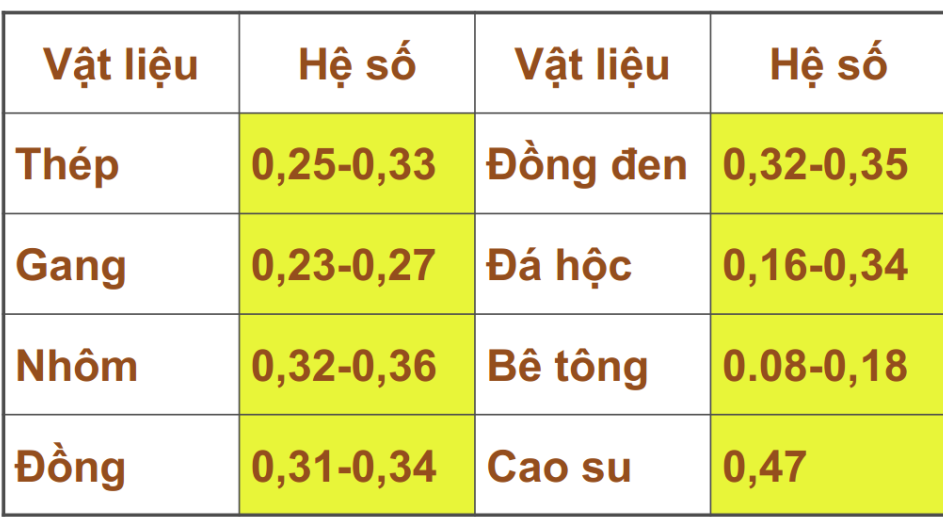 Vật liệu Hệ số Vật liệu Hệ số
Thép 0,25-0,33 Đồng đen 0,32-0,35
Gang 0,23-0,27 Đá hộc 0,16-0,34
Nhôm 0,32-0,36 Bê tông 0.08-0,18
Đồng 0,31-0,34 Cao su 0,47